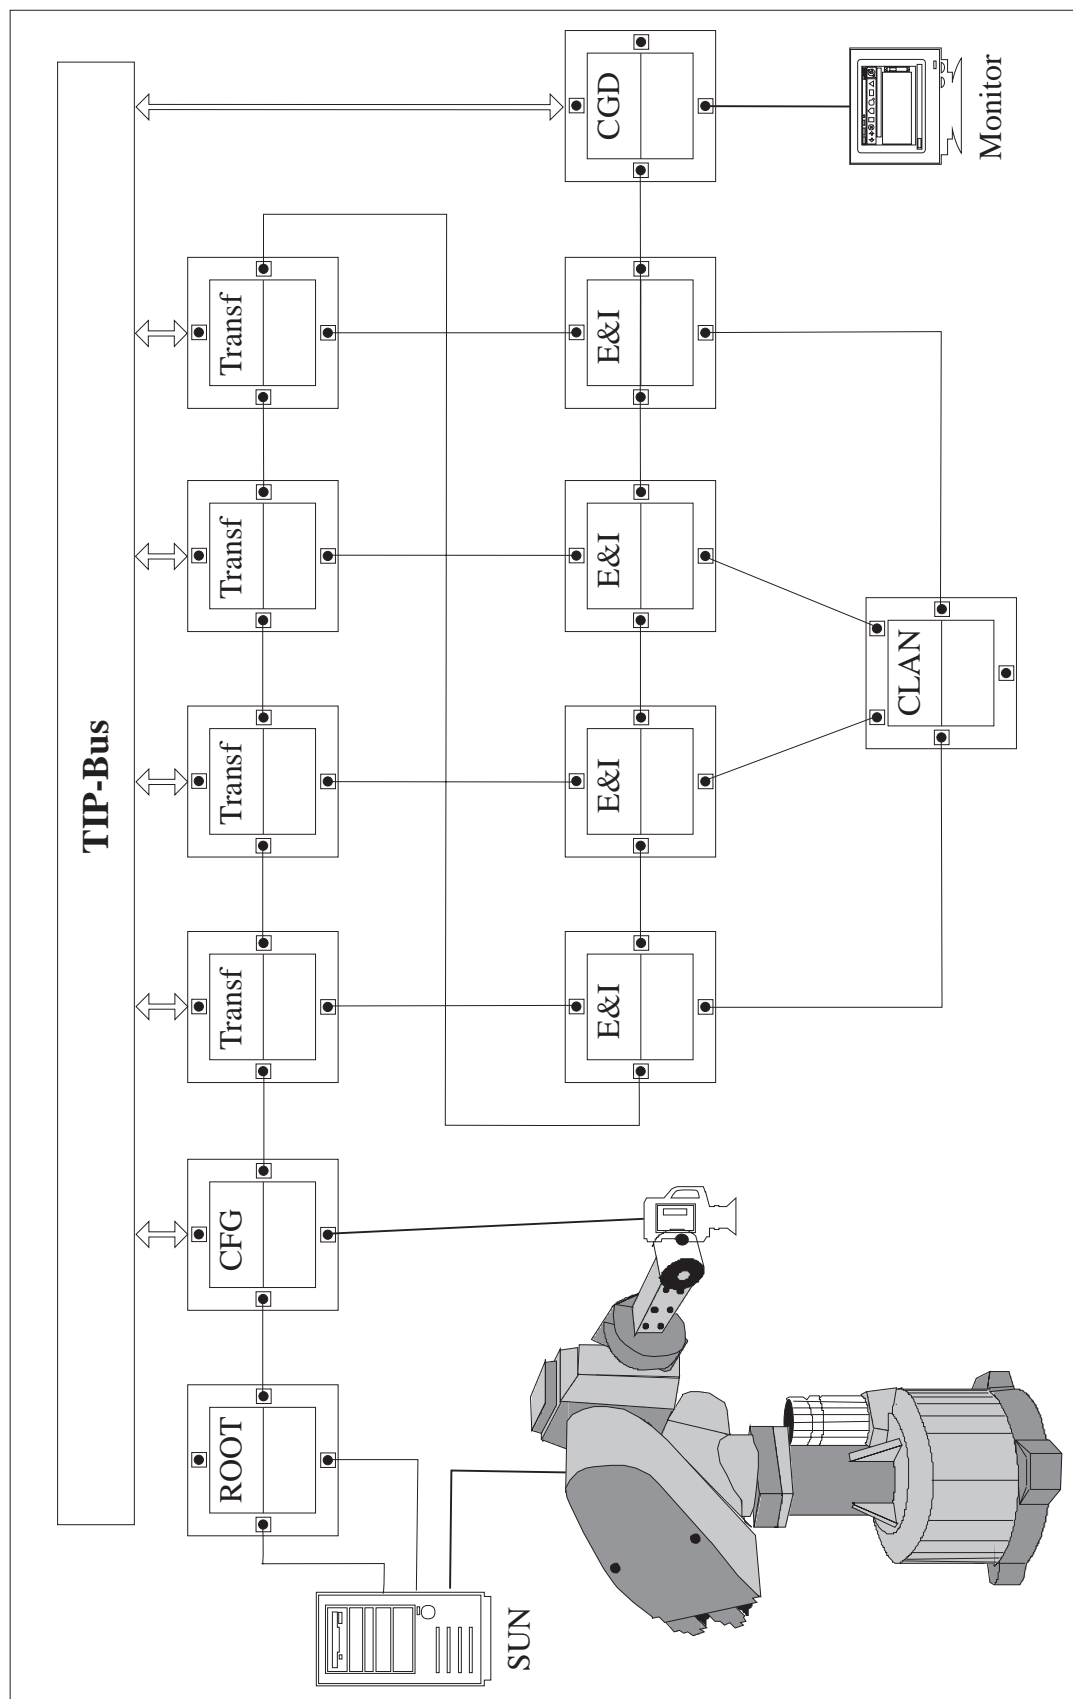 TIP-Bus
ROOT
CFG
Transf
Transf
Transf
Transf
SUN
E&I
E&I
E&I
E&I
CGD
CLAN
Monitor